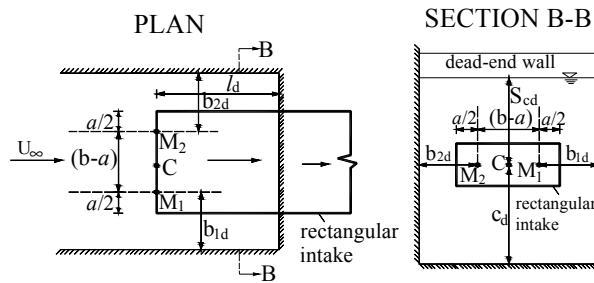 PLAN
B
l_d
b_2d
a/2
M_2
U_∞
(b-a)
C
a/2
M_1
b_1d
rectangular
intake
B
SECTION B-B
dead-end wall
S_cd
a/2
(b-a)
a/2
b_2d
b_1d
M_2
C
M_1
rectangular
intake
c_d